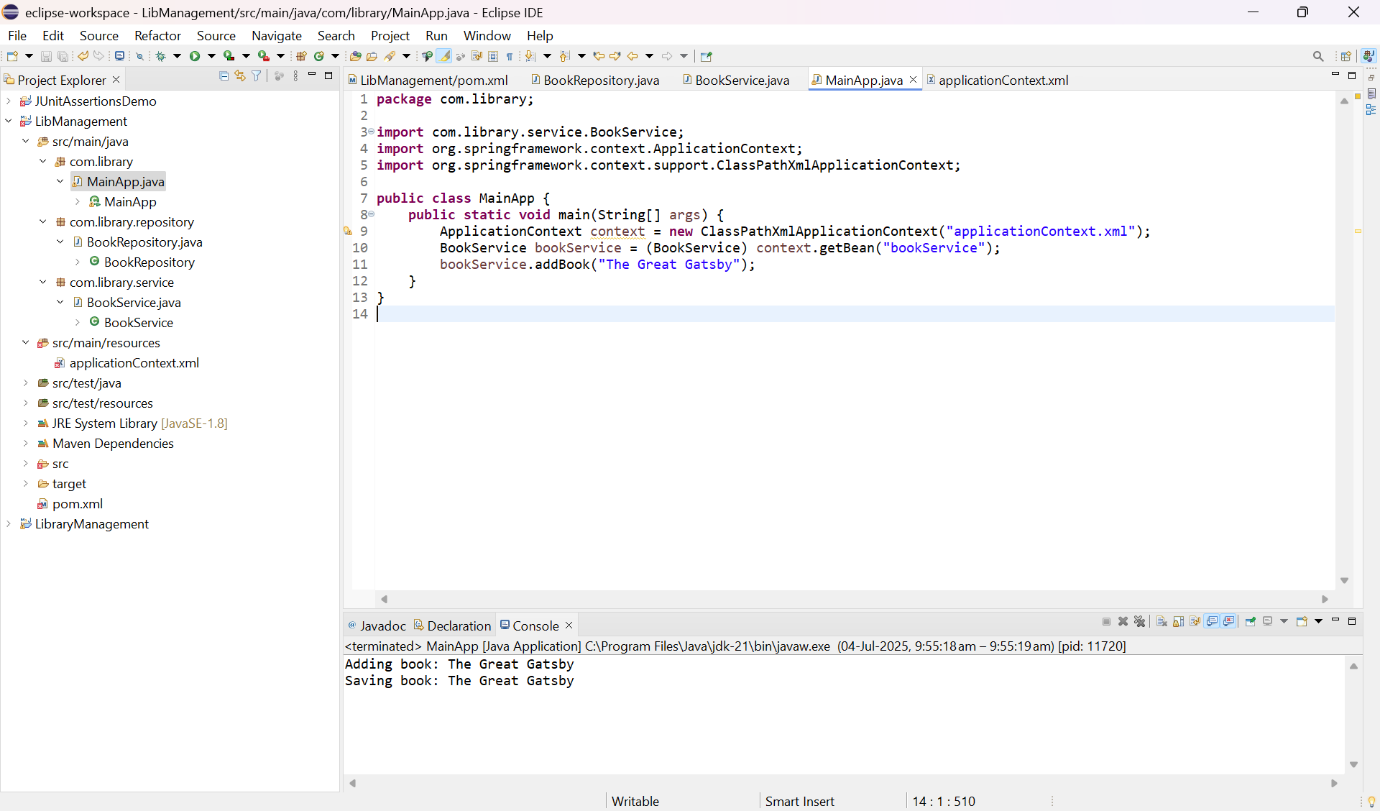 eclipse-workspace - LibManagement/src/main/java/com/library/MainApp.java - Eclipse IDE
File Edit Source Refactor Source Navigate Search Project Run Window Help
Project Explorer
JUnitAssertionsDemo
LibManagement
src/main/java
com.library
MainApp.java
MainApp
com.library.repository
BookRepository.java
BookRepository
com.library.service
BookService.java
BookService
src/main/resources
applicationContext.xml
src/test/java
src/test/resources
JRE System Library [JavaSE-1.8]
Maven Dependencies
src
target
pom.xml
LibraryManagement
LibManagement/pom.xml BookRepository.java BookService.java MainApp.java applicationContext.xml
1 package com.library;
2
3 import com.library.service.BookService;
4 import org.springframework.context.ApplicationContext;
5 import org.springframework.context.support.ClassPathXmlApplicationContext;
6
7 public class MainApp {
8 public static void main(String[] args) {
9 ApplicationContext context = new ClassPathXmlApplicationContext("applicationContext.xml");
10 BookService bookService = (BookService) context.getBean("bookService");
11 bookService.addBook("The Great Gatsby");
12 }
13 }
14
@ Javadoc Declaration Console
<terminated> MainApp [Java Application] C:\Program Files\Java\jdk-21\bin\javaw.exe (04-Jul-2025, 9:55:18 am – 9:55:19 am) [pid: 11720]
Adding book: The Great Gatsby
Saving book: The Great Gatsby
Writable Smart Insert 14 : 1 : 510